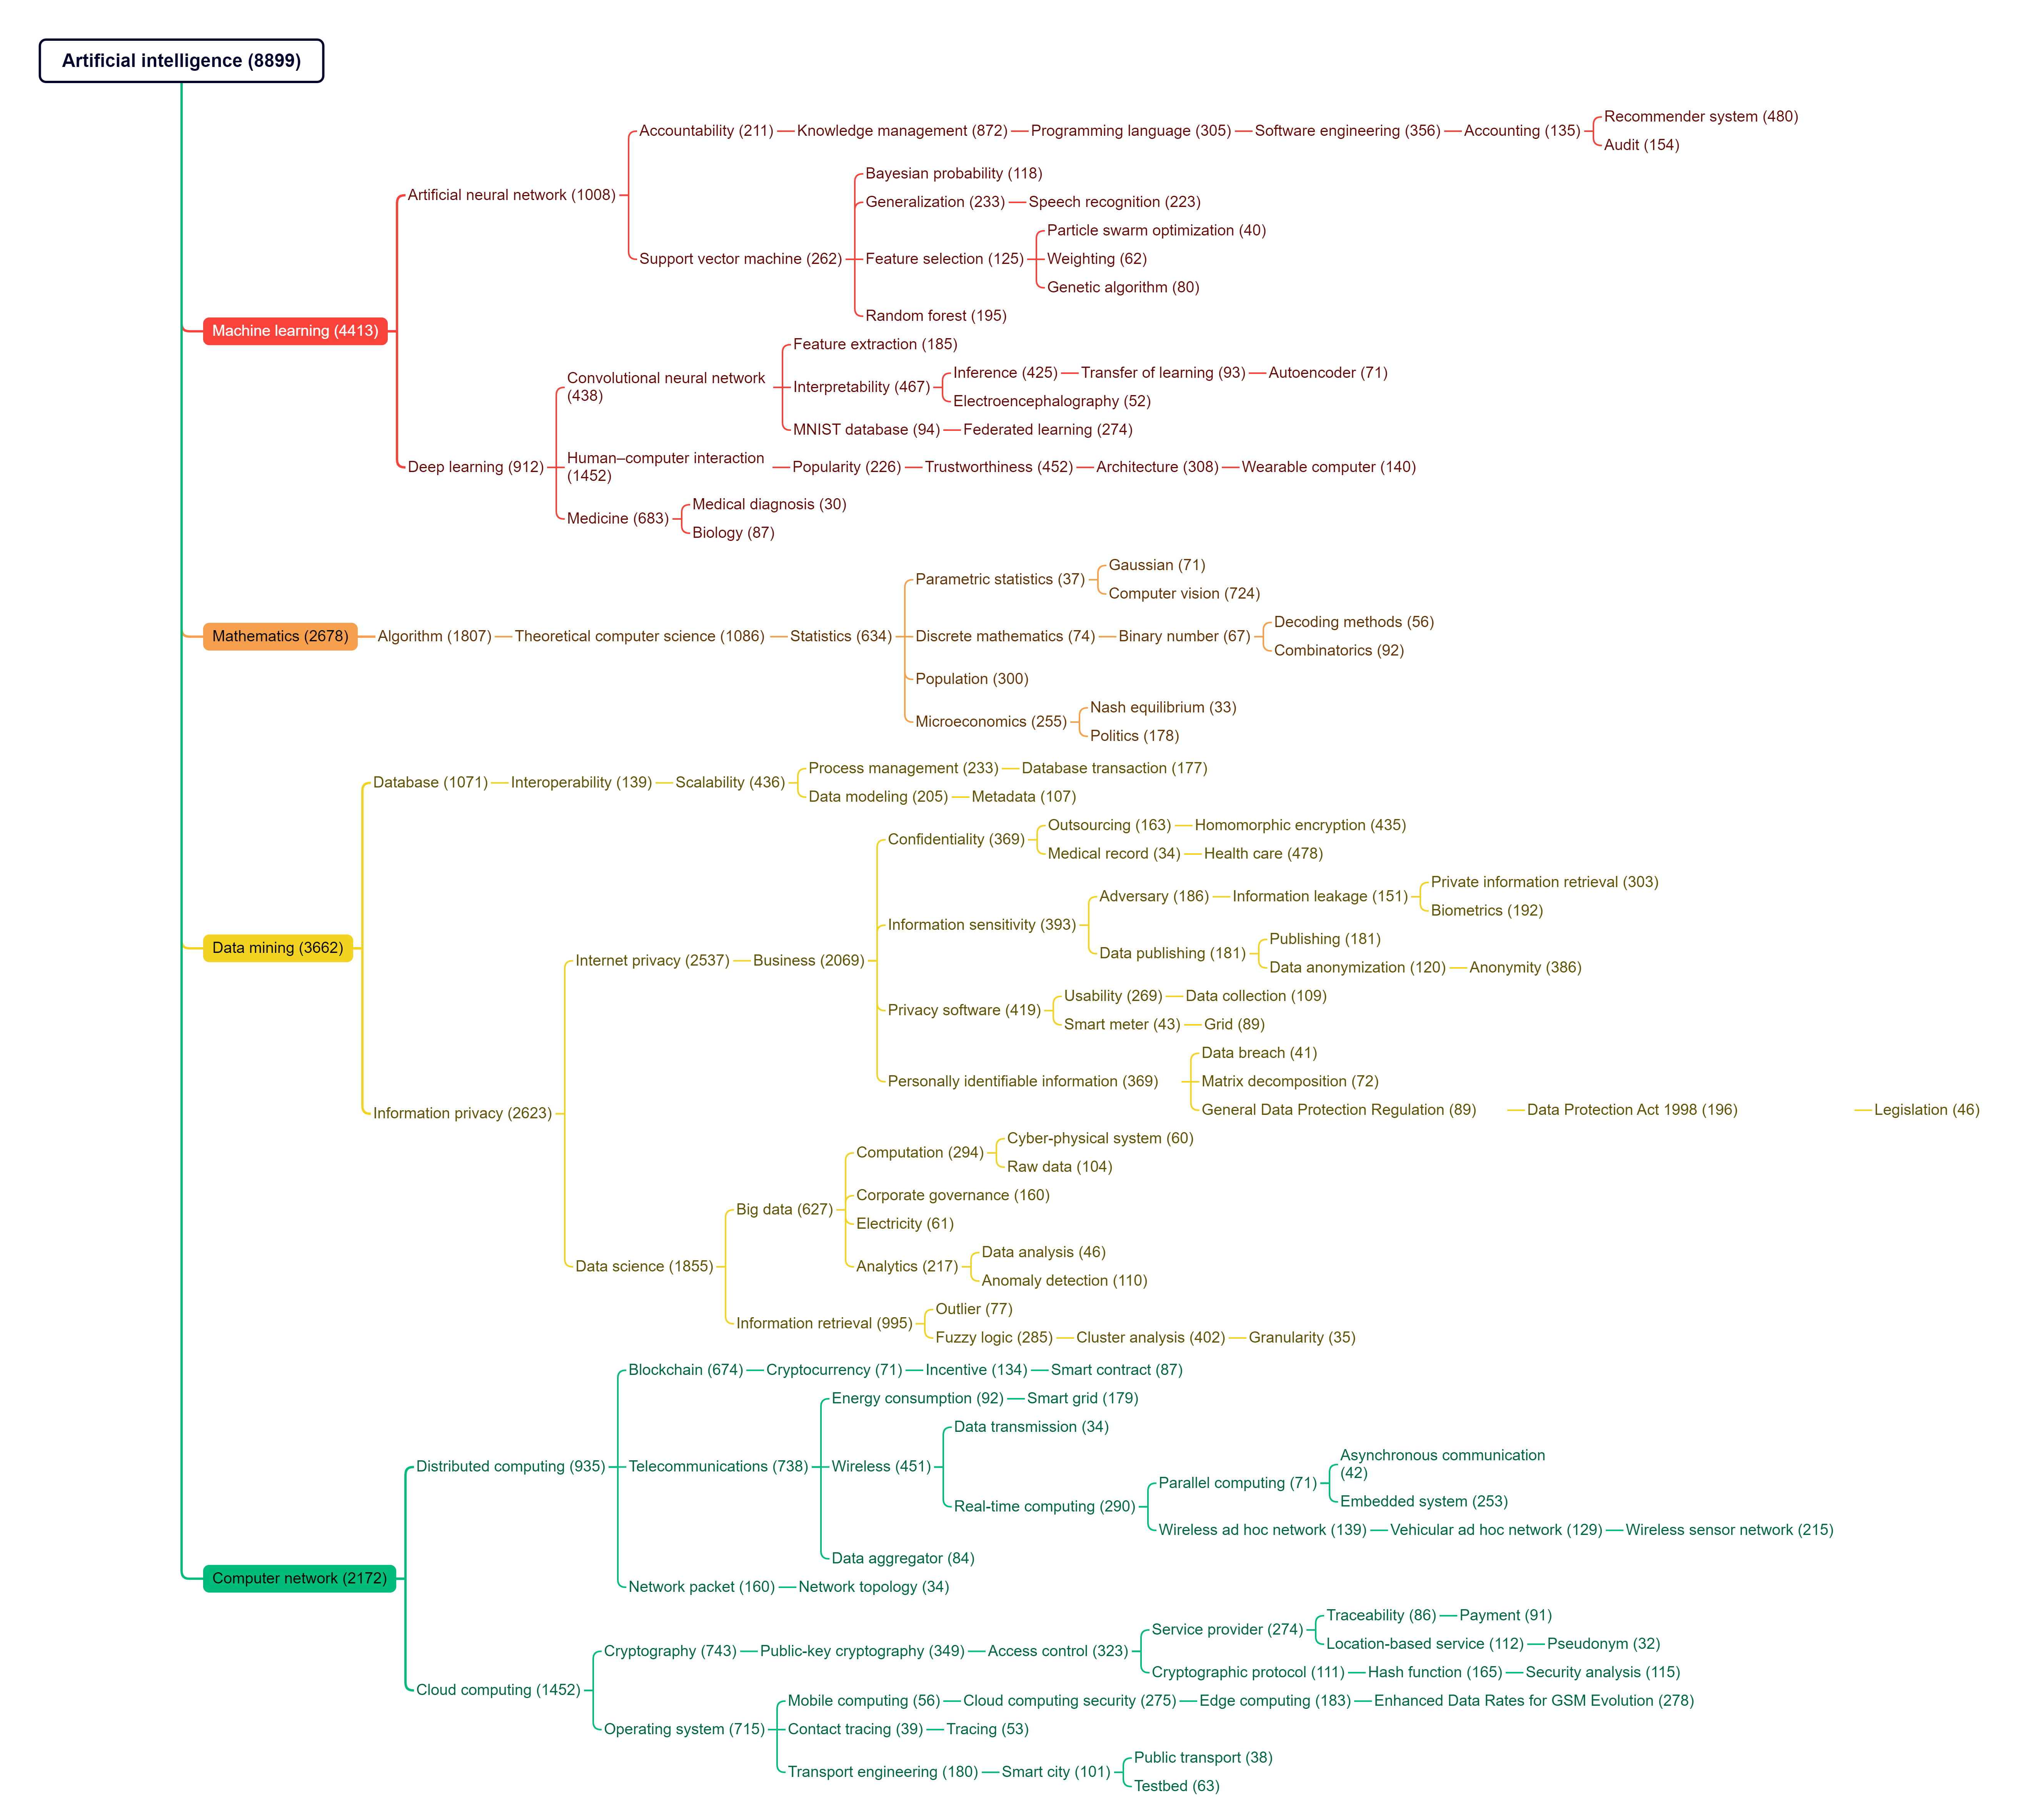 Artificial intelligence (8899)
Machine learning (4413)
Artificial neural network (1008)
Accountability (211)
Knowledge management (872)
Programming language (305)
Software engineering (356)
Accounting (135)
Recommender system (480)
Audit (154)
Support vector machine (262)
Bayesian probability (118)
Generalization (233)
Speech recognition (223)
Feature selection (125)
Particle swarm optimization (40)
Weighting (62)
Genetic algorithm (80)
Random forest (195)
Deep learning (912)
Convolutional neural network
(438)
Feature extraction (185)
Interpretability (467)
Inference (425)
Transfer of learning (93)
Autoencoder (71)
Electroencephalography (52)
MNIST database (94)
Federated learning (274)
Human–computer interaction
(1452)
Popularity (226)
Trustworthiness (452)
Architecture (308)
Wearable computer (140)
Medicine (683)
Medical diagnosis (30)
Biology (87)
Mathematics (2678)
Algorithm (1807)
Theoretical computer science (1086)
Statistics (634)
Parametric statistics (37)
Gaussian (71)
Computer vision (724)
Discrete mathematics (74)
Binary number (67)
Decoding methods (56)
Combinatorics (92)
Population (300)
Microeconomics (255)
Nash equilibrium (33)
Politics (178)
Data mining (3662)
Database (1071)
Interoperability (139)
Scalability (436)
Process management (233)
Database transaction (177)
Data modeling (205)
Metadata (107)
Information privacy (2623)
Internet privacy (2537)
Business (2069)
Confidentiality (369)
Outsourcing (163)
Homomorphic encryption (435)
Medical record (34)
Health care (478)
Information sensitivity (393)
Adversary (186)
Information leakage (151)
Private information retrieval (303)
Biometrics (192)
Data publishing (181)
Publishing (181)
Data anonymization (120)
Anonymity (386)
Privacy software (419)
Usability (269)
Data collection (109)
Smart meter (43)
Grid (89)
Personally identifiable information (369)
Data breach (41)
Matrix decomposition (72)
General Data Protection Regulation (89)
Data Protection Act 1998 (196)
Legislation (46)
Data science (1855)
Big data (627)
Computation (294)
Cyber-physical system (60)
Raw data (104)
Corporate governance (160)
Electricity (61)
Analytics (217)
Data analysis (46)
Anomaly detection (110)
Information retrieval (995)
Outlier (77)
Fuzzy logic (285)
Cluster analysis (402)
Granularity (35)
Computer network (2172)
Distributed computing (935)
Blockchain (674)
Cryptocurrency (71)
Incentive (134)
Smart contract (87)
Telecommunications (738)
Energy consumption (92)
Smart grid (179)
Wireless (451)
Data transmission (34)
Real-time computing (290)
Parallel computing (71)
Asynchronous communication
(42)
Embedded system (253)
Wireless ad hoc network (139)
Vehicular ad hoc network (129)
Wireless sensor network (215)
Data aggregator (84)
Network packet (160)
Network topology (34)
Cloud computing (1452)
Cryptography (743)
Public-key cryptography (349)
Access control (323)
Service provider (274)
Traceability (86)
Payment (91)
Location-based service (112)
Pseudonym (32)
Cryptographic protocol (111)
Hash function (165)
Security analysis (115)
Operating system (715)
Mobile computing (56)
Cloud computing security (275)
Edge computing (183)
Enhanced Data Rates for GSM Evolution (278)
Contact tracing (39)
Tracing (53)
Transport engineering (180)
Smart city (101)
Public transport (38)
Testbed (63)